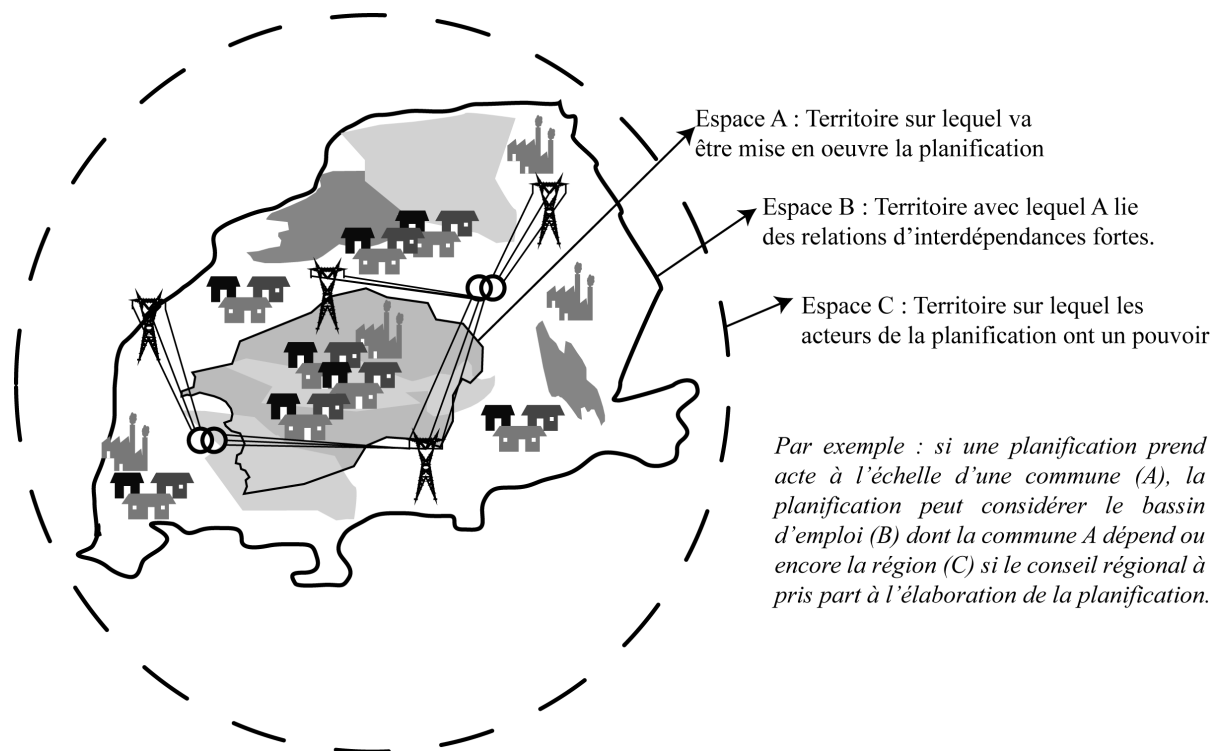 Espace A : Territoire sur lequel va
être mise en oeuvre la planification
Espace B : Territoire avec lequel A lie
des relations d’interdépendances fortes.
Espace C : Territoire sur lequel les
acteurs de la planification ont un pouvoir
Par exemple : si une planification prend
acte à l’échelle d’une commune (A), la
planification peut considérer le bassin
d’emploi (B) dont la commune A dépend ou
encore la région (C) si le conseil régional à
pris part à l’élaboration de la planification.